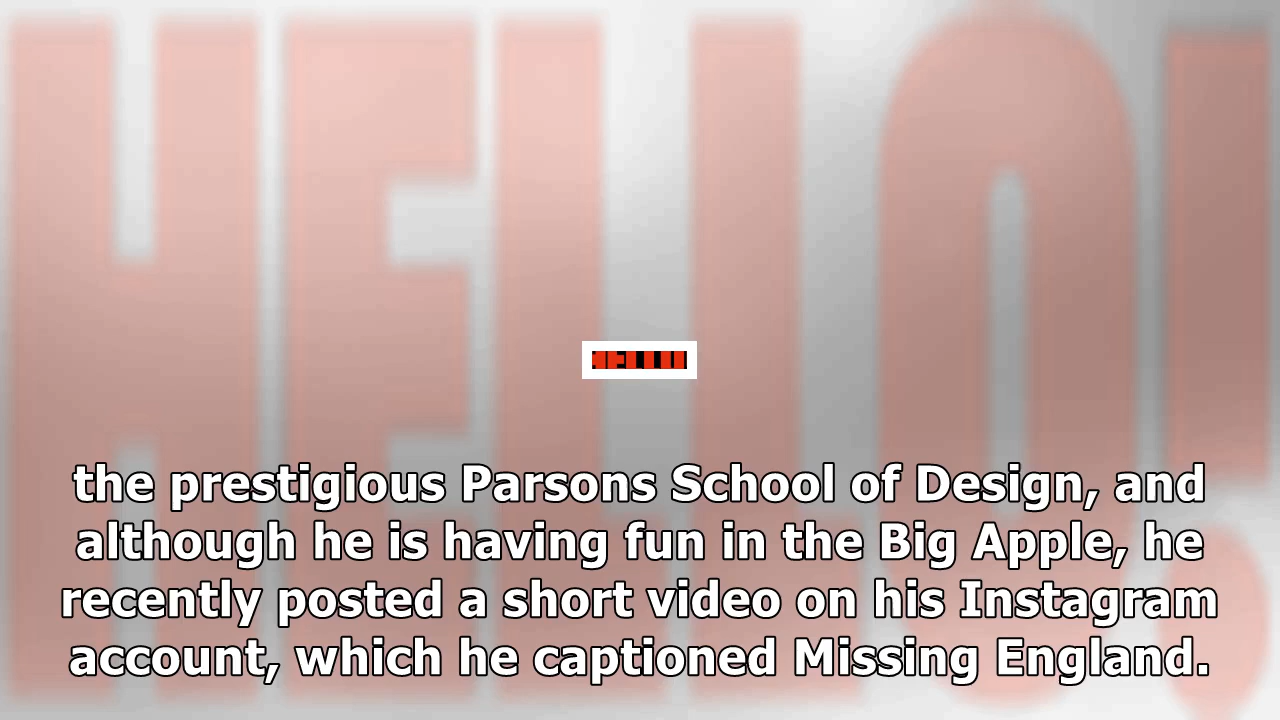 HELLO!
the prestigious Parsons School of Design, and
although he is having fun in the Big Apple, he
recently posted a short video on his Instagram
account, which he captioned Missing England.